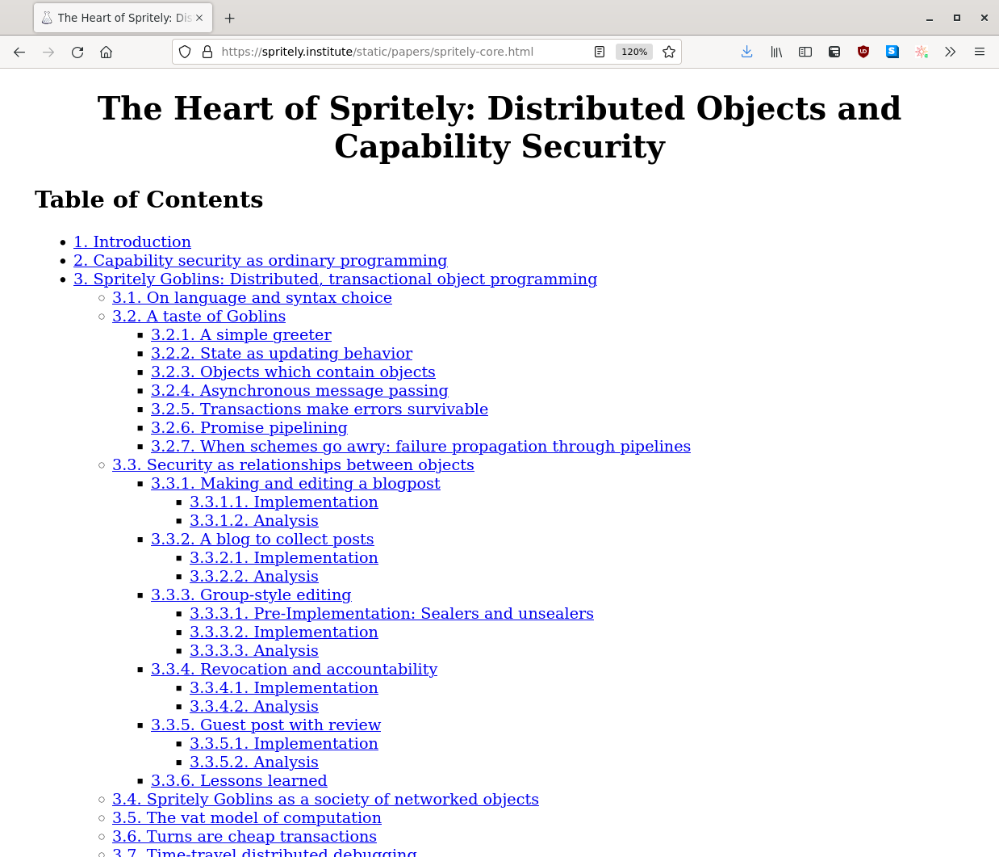 The Heart of Spritely: Dis
https://spritely.institute/static/papers/spritely-core.html
120%
The Heart of Spritely: Distributed Objects and
Capability Security
Table of Contents
1. Introduction
2. Capability security as ordinary programming
3. Spritely Goblins: Distributed, transactional object programming
3.1. On language and syntax choice
3.2. A taste of Goblins
3.2.1. A simple greeter
3.2.2. State as updating behavior
3.2.3. Objects which contain objects
3.2.4. Asynchronous message passing
3.2.5. Transactions make errors survivable
3.2.6. Promise pipelining
3.2.7. When schemes go awry: failure propagation through pipelines
3.3. Security as relationships between objects
3.3.1. Making and editing a blogpost
3.3.1.1. Implementation
3.3.1.2. Analysis
3.3.2. A blog to collect posts
3.3.2.1. Implementation
3.3.2.2. Analysis
3.3.3. Group-style editing
3.3.3.1. Pre-Implementation: Sealers and unsealers
3.3.3.2. Implementation
3.3.3.3. Analysis
3.3.4. Revocation and accountability
3.3.4.1. Implementation
3.3.4.2. Analysis
3.3.5. Guest post with review
3.3.5.1. Implementation
3.3.5.2. Analysis
3.3.6. Lessons learned
3.4. Spritely Goblins as a society of networked objects
3.5. The vat model of computation
3.6. Turns are cheap transactions
3.7. Time-travel distributed debugging